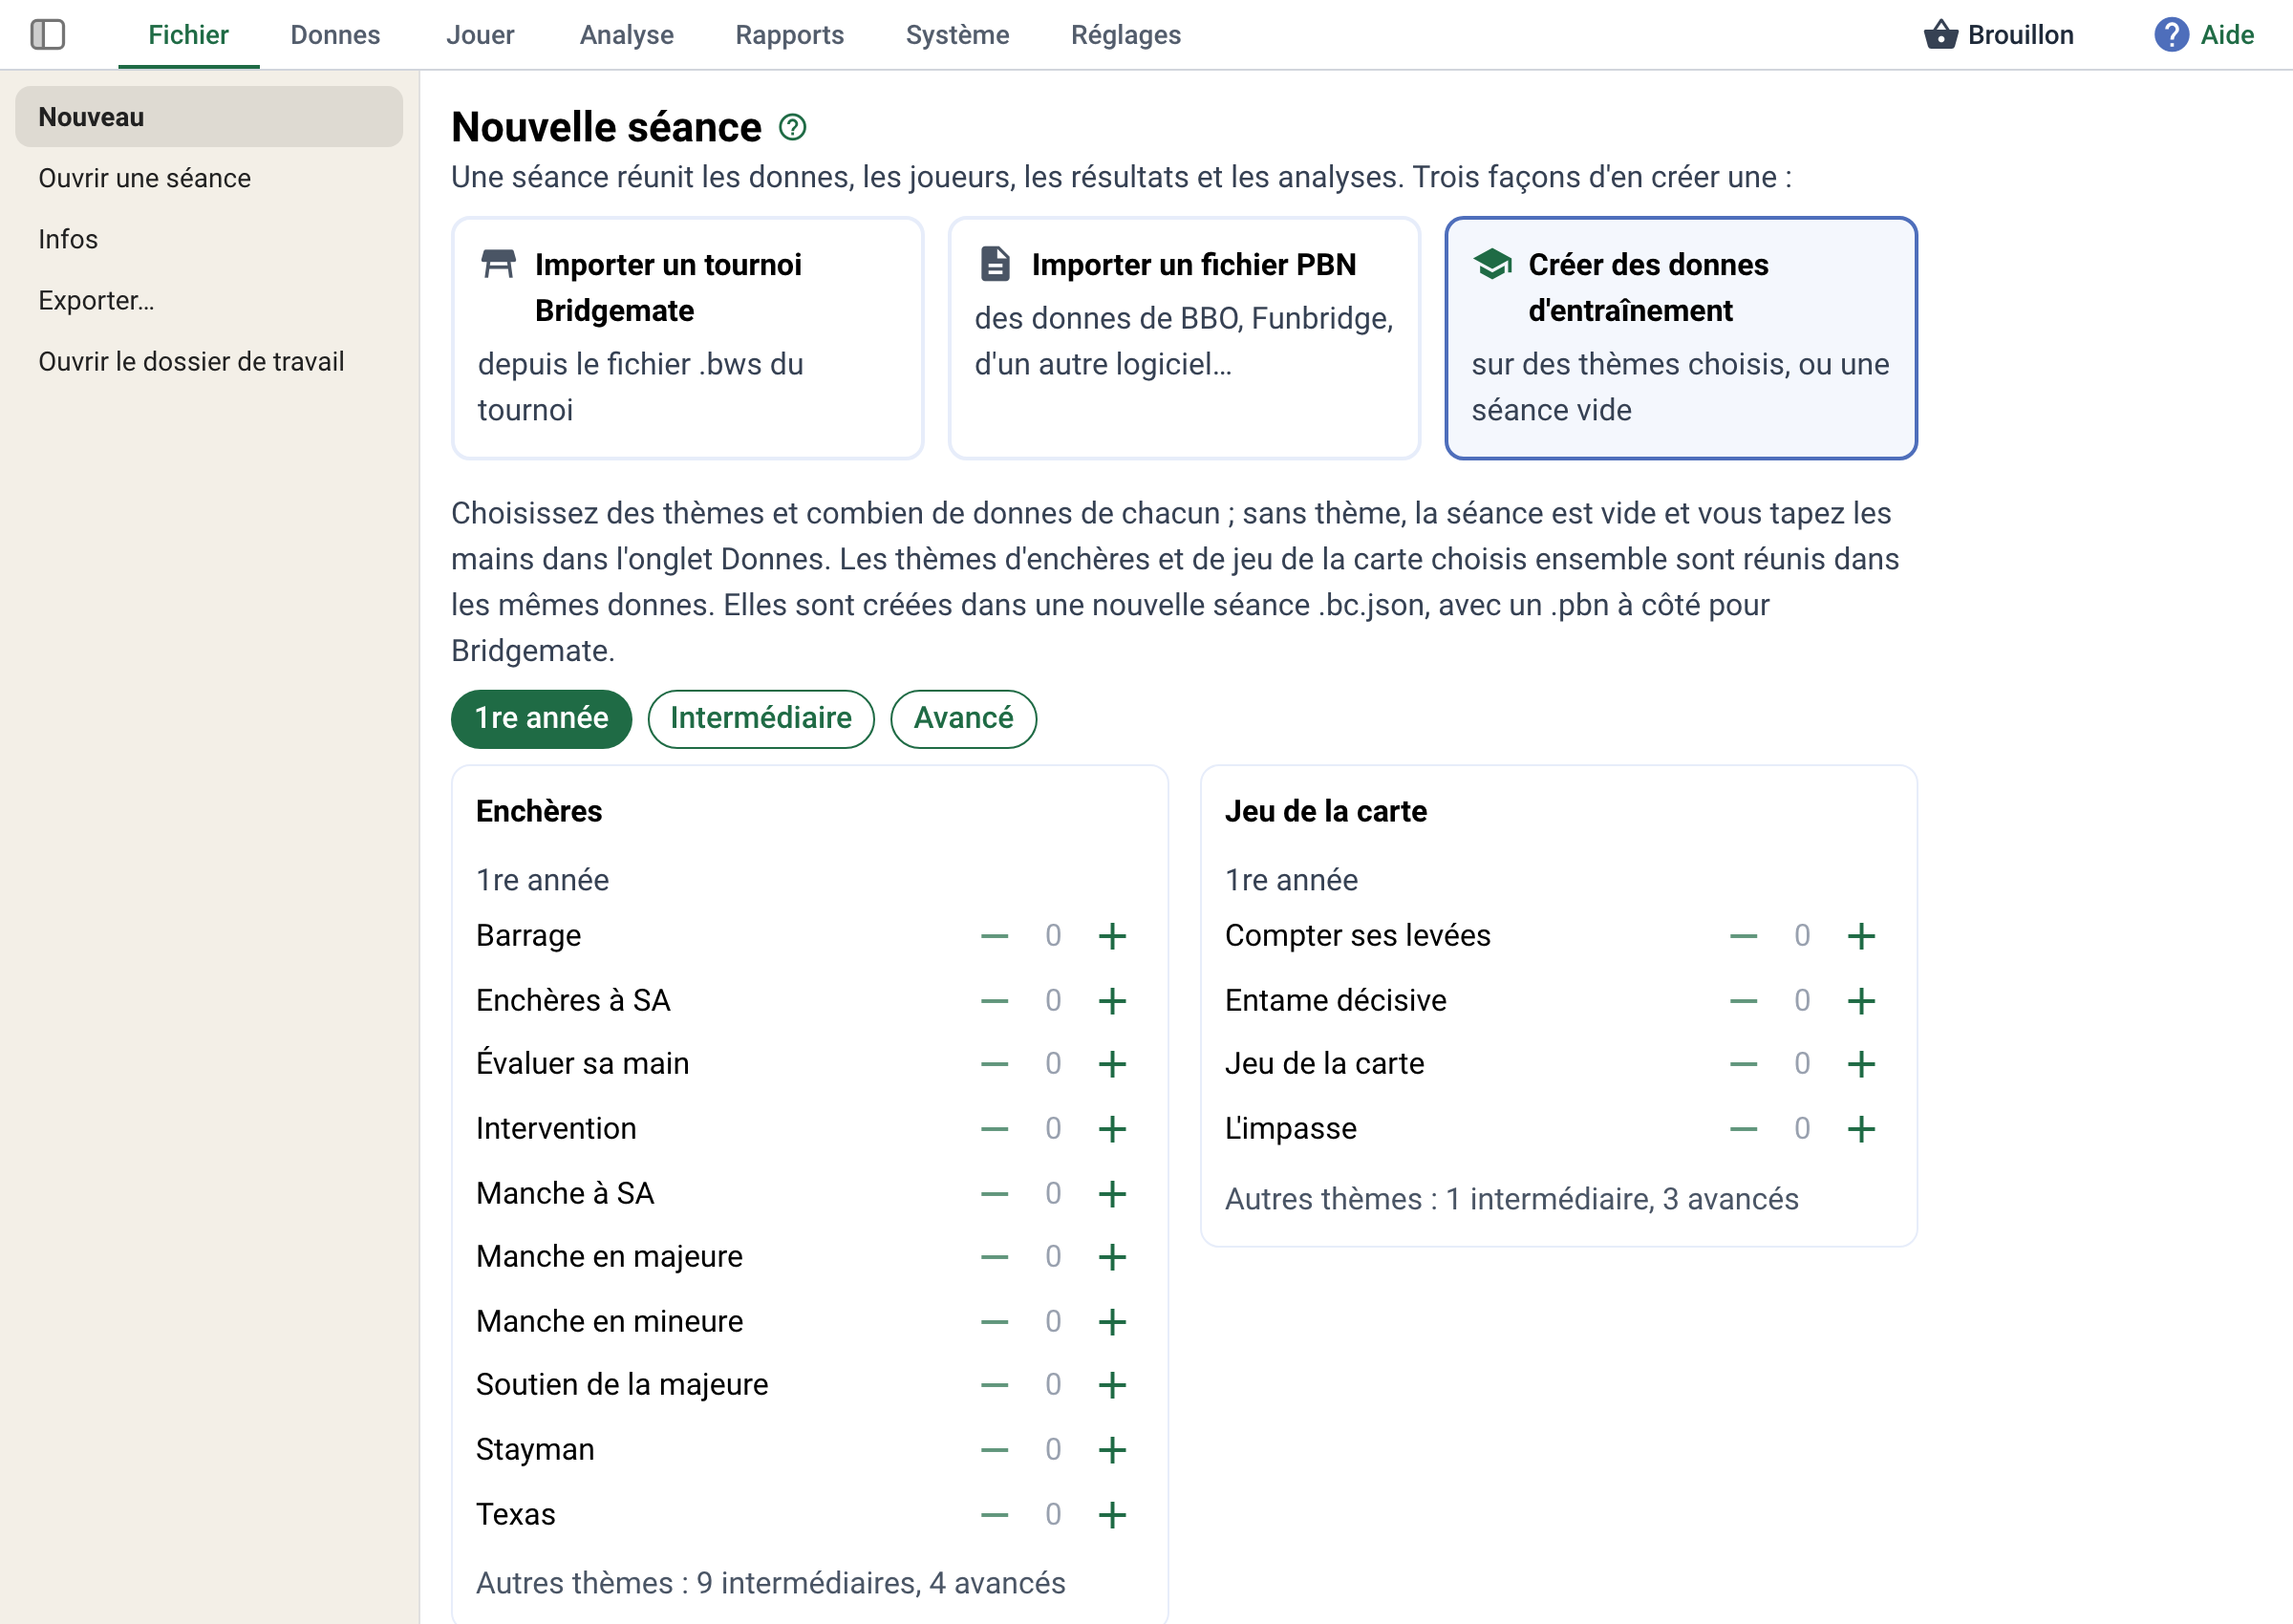 Fichier
Donnes
Jouer
Analyse
Rapports
Système
Réglages
Brouillon
? Aide
Nouveau
Ouvrir une séance
Infos
Exporter...
Ouvrir le dossier de travail
Nouvelle séance ?
Une séance réunit les donnes, les joueurs, les résultats et les analyses. Trois façons d'en créer une :
Importer un tournoi
Bridgemate
depuis le fichier .bws du
tournoi
Importer un fichier PBN
des donnes de BBO, Funbridge,
d'un autre logiciel...
Créer des donnes
d'entraînement
sur des thèmes choisis, ou une
séance vide
Choisissez des thèmes et combien de donnes de chacun ; sans thème, la séance est vide et vous tapez les
mains dans l'onglet Donnes. Les thèmes d'enchères et de jeu de la carte choisis ensemble sont réunis dans
les mêmes donnes. Elles sont créées dans une nouvelle séance .bc.json, avec un .pbn à côté pour
Bridgemate.
1re année
Intermédiaire
Avancé
Enchères
1re année
Barrage — 0 +
Enchères à SA — 0 +
Évaluer sa main — 0 +
Intervention — 0 +
Manche à SA — 0 +
Manche en majeure — 0 +
Manche en mineure — 0 +
Soutien de la majeure — 0 +
Stayman — 0 +
Texas — 0 +
Autres thèmes : 9 intermédiaires, 4 avancés
Jeu de la carte
1re année
Compter ses levées — 0 +
Entame décisive — 0 +
Jeu de la carte — 0 +
L'impasse — 0 +
Autres thèmes : 1 intermédiaire, 3 avancés